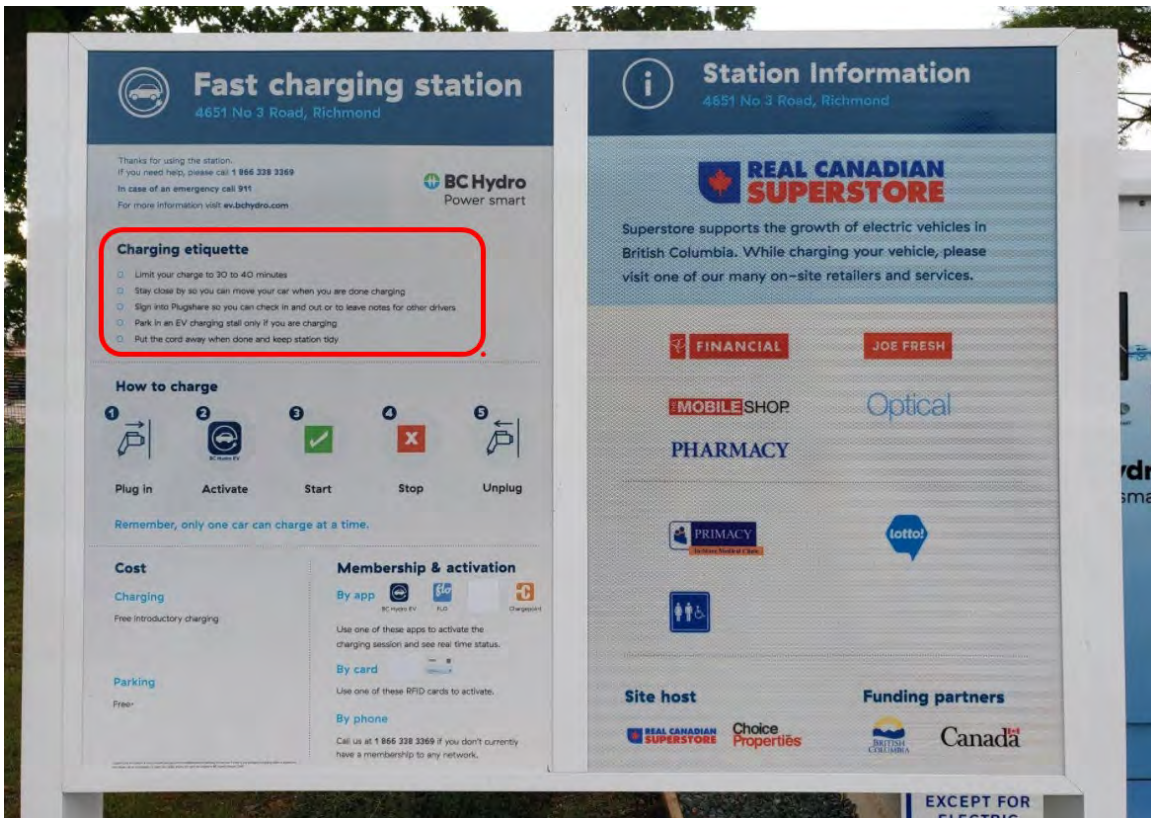 Fast charging station
4651 No 3 Road, Richmond
Thanks for using the station.
If you need help, please call 1 866 338 3369
In case of an emergency call 911
For more information visit ev.bchydro.com
BC Hydro
Power smart
Charging etiquette
Limit your charge to 30 to 40 minutes
Stay close by so you can move your car when you are done charging
Sign into Plugshare so you can check in and out or to leave notes for other drivers
Park in an EV charging stall only if you are charging
Put the cord away when done and keep station tidy
How to charge
1 2 3 4 5
BC Hydro EV
Plug in Activate Start Stop Unplug
Remember, only one car can charge at a time.
Cost
Charging
Free introductory charging
Parking
Free
Membership & activation
By app
BC Hydro EV FLO Chargepoint
Use one of these apps to activate the
charging session and see real time status.
By card
Use one of these RFID cards to activate.
By phone
Call us at 1 866 338 3369 if you don't currently
have a membership to any network.
Station Information
4651 No 3 Road, Richmond
REAL CANADIAN
SUPERSTORE
Superstore supports the growth of electric vehicles in
British Columbia. While charging your vehicle, please
visit one of our many on-site retailers and services.
FINANCIAL
JOE FRESH
THE MOBILE SHOP
Optical
PHARMACY
PRIMACY
In-Store Medical Clinic
lotto!
Site host
REAL CANADIAN
SUPERSTORE
Choice
Properties
Funding partners
BRITISH
COLUMBIA
Canada
EXCEPT FOR
ELECTRIC